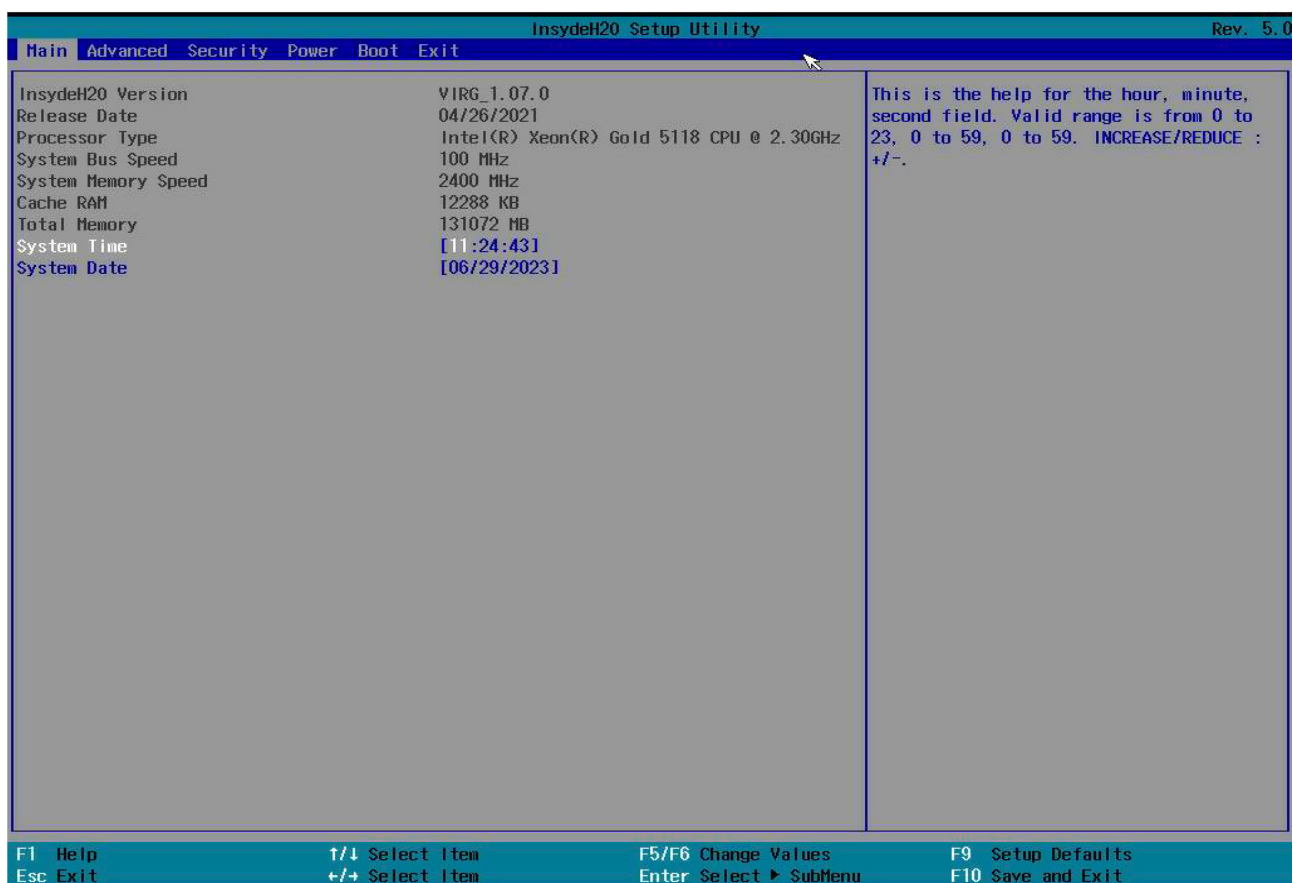 InsydeH20 Setup Utility Rev. 5.0
Main Advanced Security Power Boot Exit
InsydeH20 Version VIRG_1.07.0
Release Date 04/26/2021
Processor Type Intel(R) Xeon(R) Gold 5118 CPU @ 2.30GHz
System Bus Speed 100 MHz
System Memory Speed 2400 MHz
Cache RAM 12288 KB
Total Memory 131072 MB
System Time [11:24:43]
System Date [06/29/2023]
This is the help for the hour, minute,
second field. Valid range is from 0 to
23, 0 to 59, 0 to 59. INCREASE/REDUCE :
+/-.
F1 Help ↑/↓ Select Item F5/F6 Change Values F9 Setup Defaults
Esc Exit ←/→ Select Item Enter Select ▶ SubMenu F10 Save and Exit